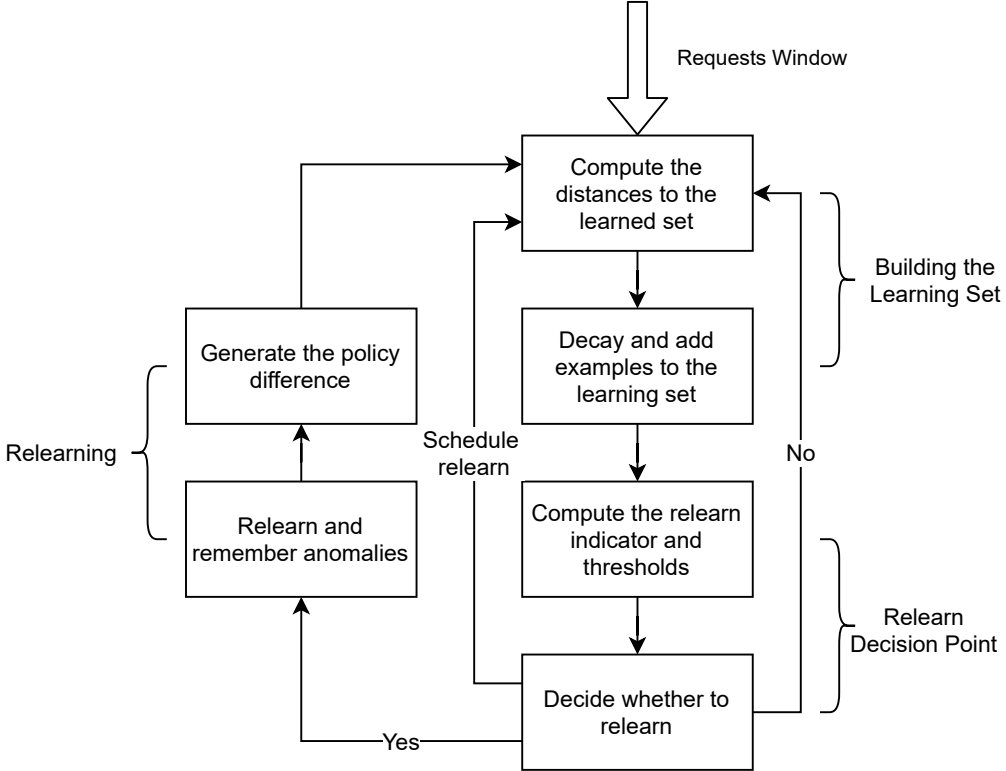 Requests Window
Compute the
distances to the
learned set
Building the
Learning Set
Generate the policy
difference
Decay and add
examples to the
learning set
Schedule
relearn
Relearning
No
Relearn and
remember anomalies
Compute the relearn
indicator and
thresholds
Relearn
Decision Point
Decide whether to
relearn
Yes